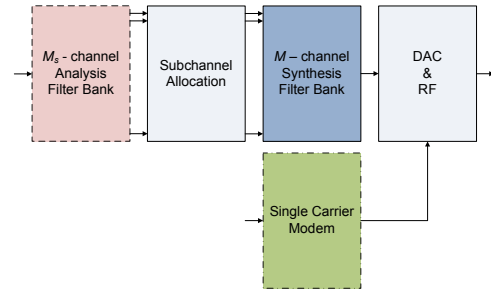 Ms - channel
Analysis
Filter Bank
Subchannel
Allocation
M – channel
Synthesis
Filter Bank
DAC
&
RF
Single Carrier
Modem